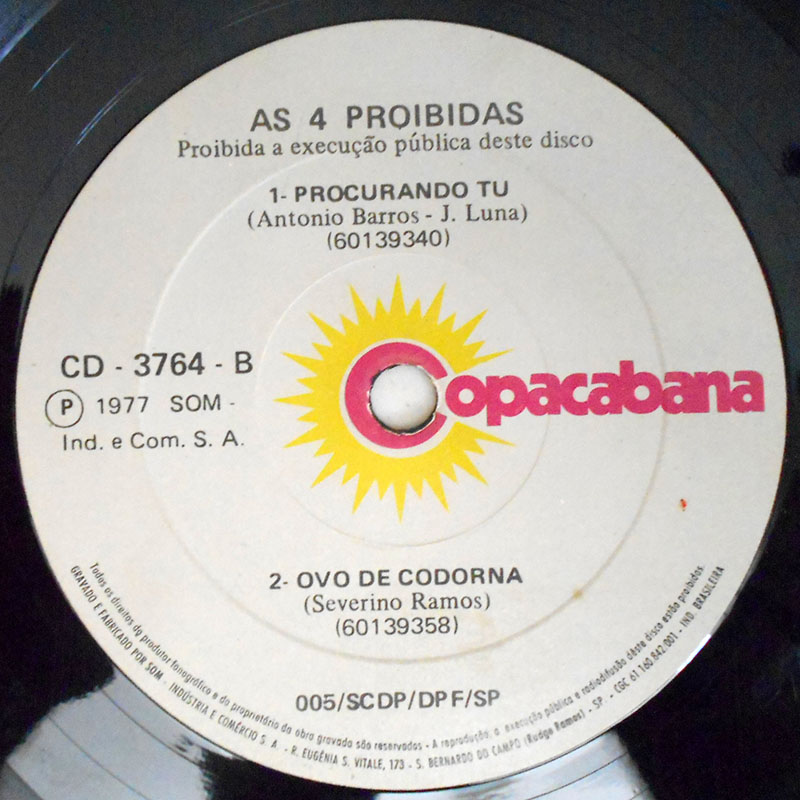 AS 4 PROIBIDAS
Proibida a execução pública deste disco
1- PROCURANDO TU
(Antonio Barros - J. Luna)
(60139340)
CD - 3764 - B
P 1977 SOM -
Ind. e Com. S. A.
Copacabana
2- OVO DE CODORNA
(Severino Ramos)
(60139358)
005/SCDP/DPF/SP
Todos os direitos do produtor fonográfico e do proprietário da obra gravada são reservados - A reprodução, a execução pública e radiodifusão dêste disco estão proibidas.
GRAVADO E FABRICADO POR SOM - INDÚSTRIA E COMÉRCIO S. A. - R. EUGÊNIA S. VITALE, 173 - S. BERNARDO DO CAMPO (Rudge Ramos) - SP. - CGC 61 160 842/001 - IND. BRASILEIRA